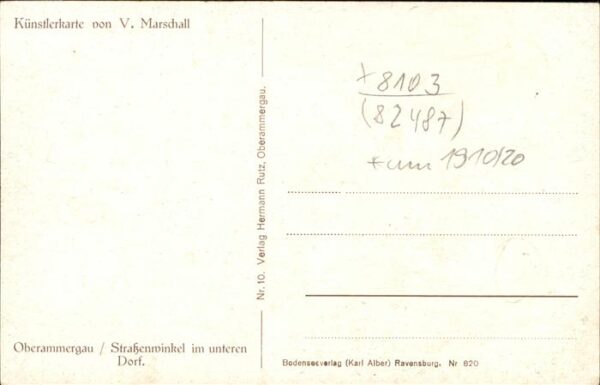 Künstlerkarte von V. Marschall
Oberammergau / Straßenwinkel im unteren
Dorf.
Nr. 10. Verlag Hermann Rutz, Oberammergau.
+8103
(82487)
*um 1910/20
Bodenseeverlag (Karl Alber) Ravensburg. Nr 820